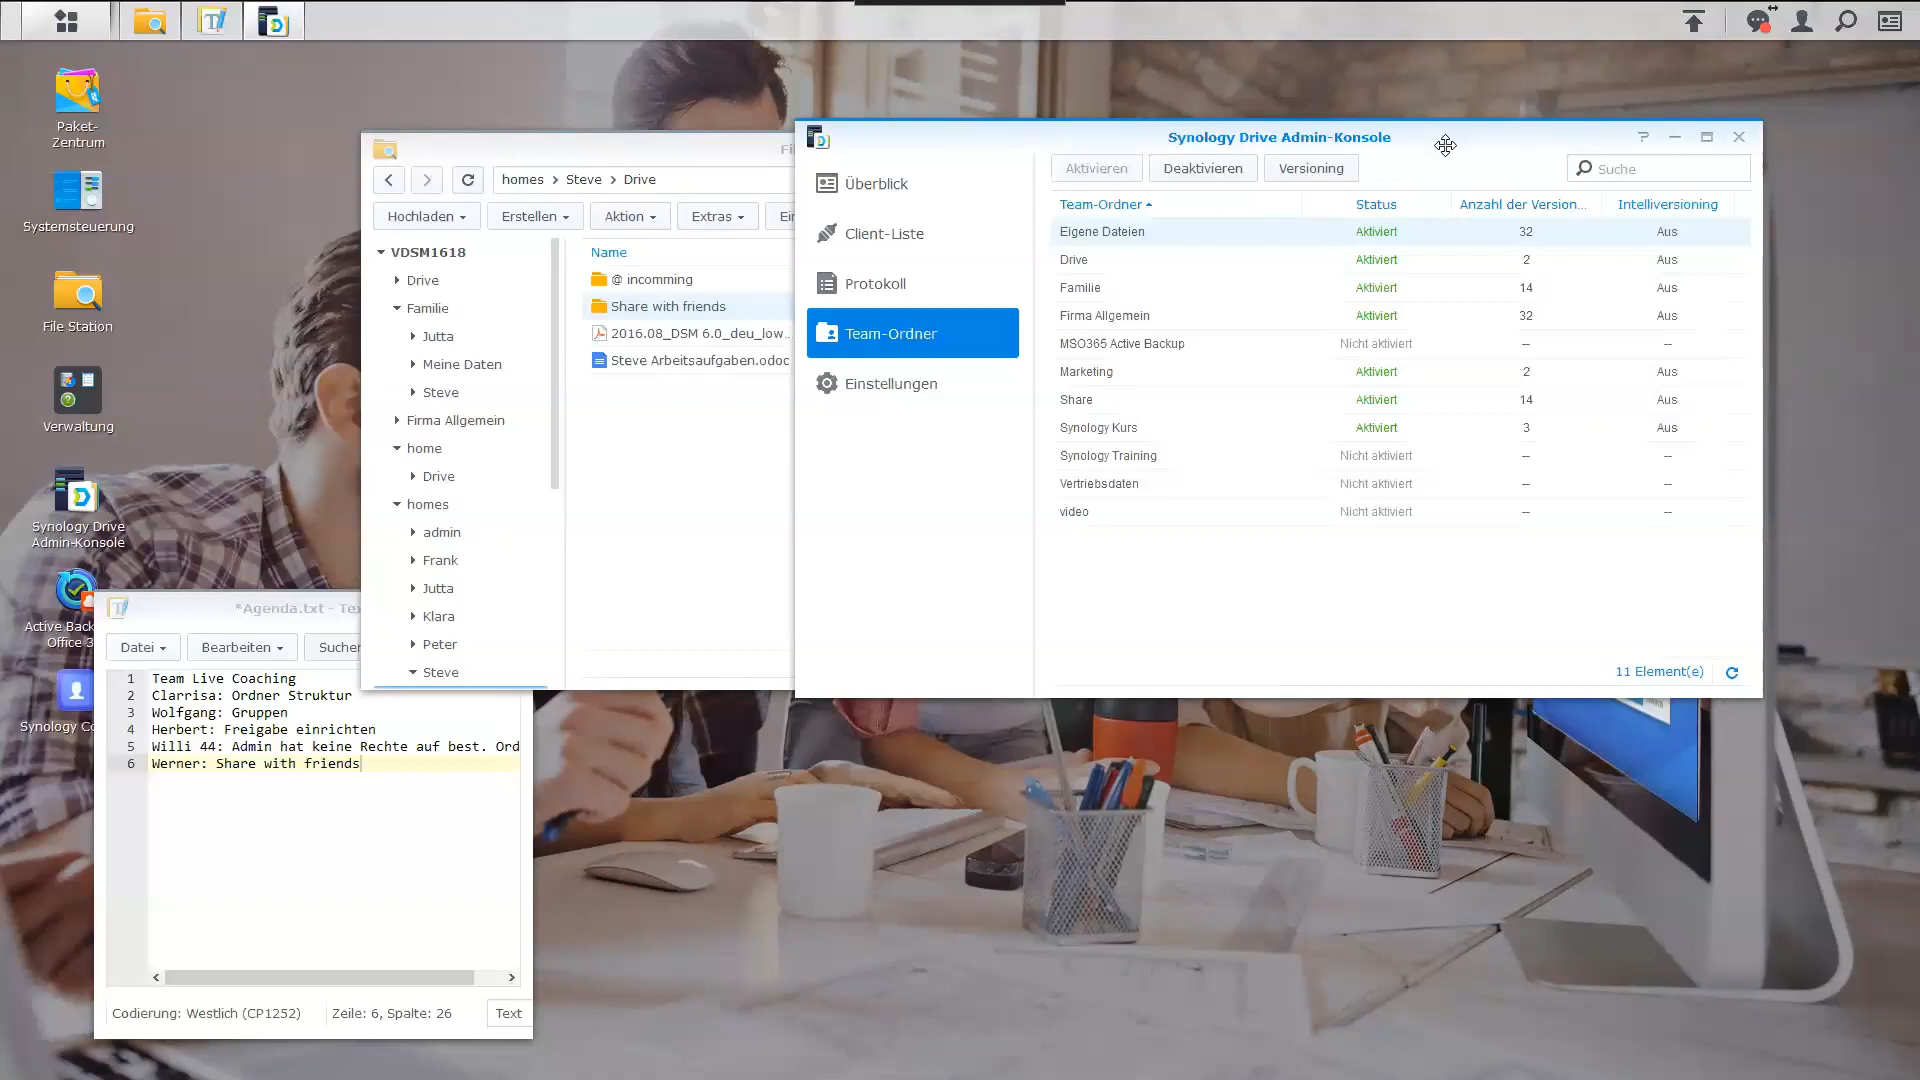 Paket-
Zentrum
Systemsteuerung
File Station
Verwaltung
Synology Drive
Admin-Konsole
Active Back
Office 3
Synology Co
homes > Steve > Drive
Hochladen
Erstellen
Aktion
Extras
VDSM1618
Drive
Familie
Jutta
Meine Daten
Steve
Firma Allgemein
home
Drive
homes
admin
Frank
Jutta
Klara
Peter
Steve
Name
@ incomming
Share with friends
2016.08_DSM 6.0_deu_low...
Steve Arbeitsaufgaben.odoc
Synology Drive Admin-Konsole
Überblick
Client-Liste
Protokoll
Team-Ordner
Einstellungen
Aktivieren Deaktivieren Versioning Suche
Team-Ordner Status Anzahl der Version... Intelliversioning
Eigene Dateien Aktiviert 32 Aus
Drive Aktiviert 2 Aus
Familie Aktiviert 14 Aus
Firma Allgemein Aktiviert 32 Aus
MSO365 Active Backup Nicht aktiviert -- --
Marketing Aktiviert 2 Aus
Share Aktiviert 14 Aus
Synology Kurs Aktiviert 3 Aus
Synology Training Nicht aktiviert -- --
Vertriebsdaten Nicht aktiviert -- --
video Nicht aktiviert -- --
11 Element(e)
*Agenda.txt - Tex
Datei Bearbeiten Suchen
1 Team Live Coaching
2 Clarrisa: Ordner Struktur
3 Wolfgang: Gruppen
4 Herbert: Freigabe einrichten
5 Willi 44: Admin hat keine Rechte auf best. Ord
6 Werner: Share with friends
Codierung: Westlich (CP1252) Zeile: 6, Spalte: 26 Text